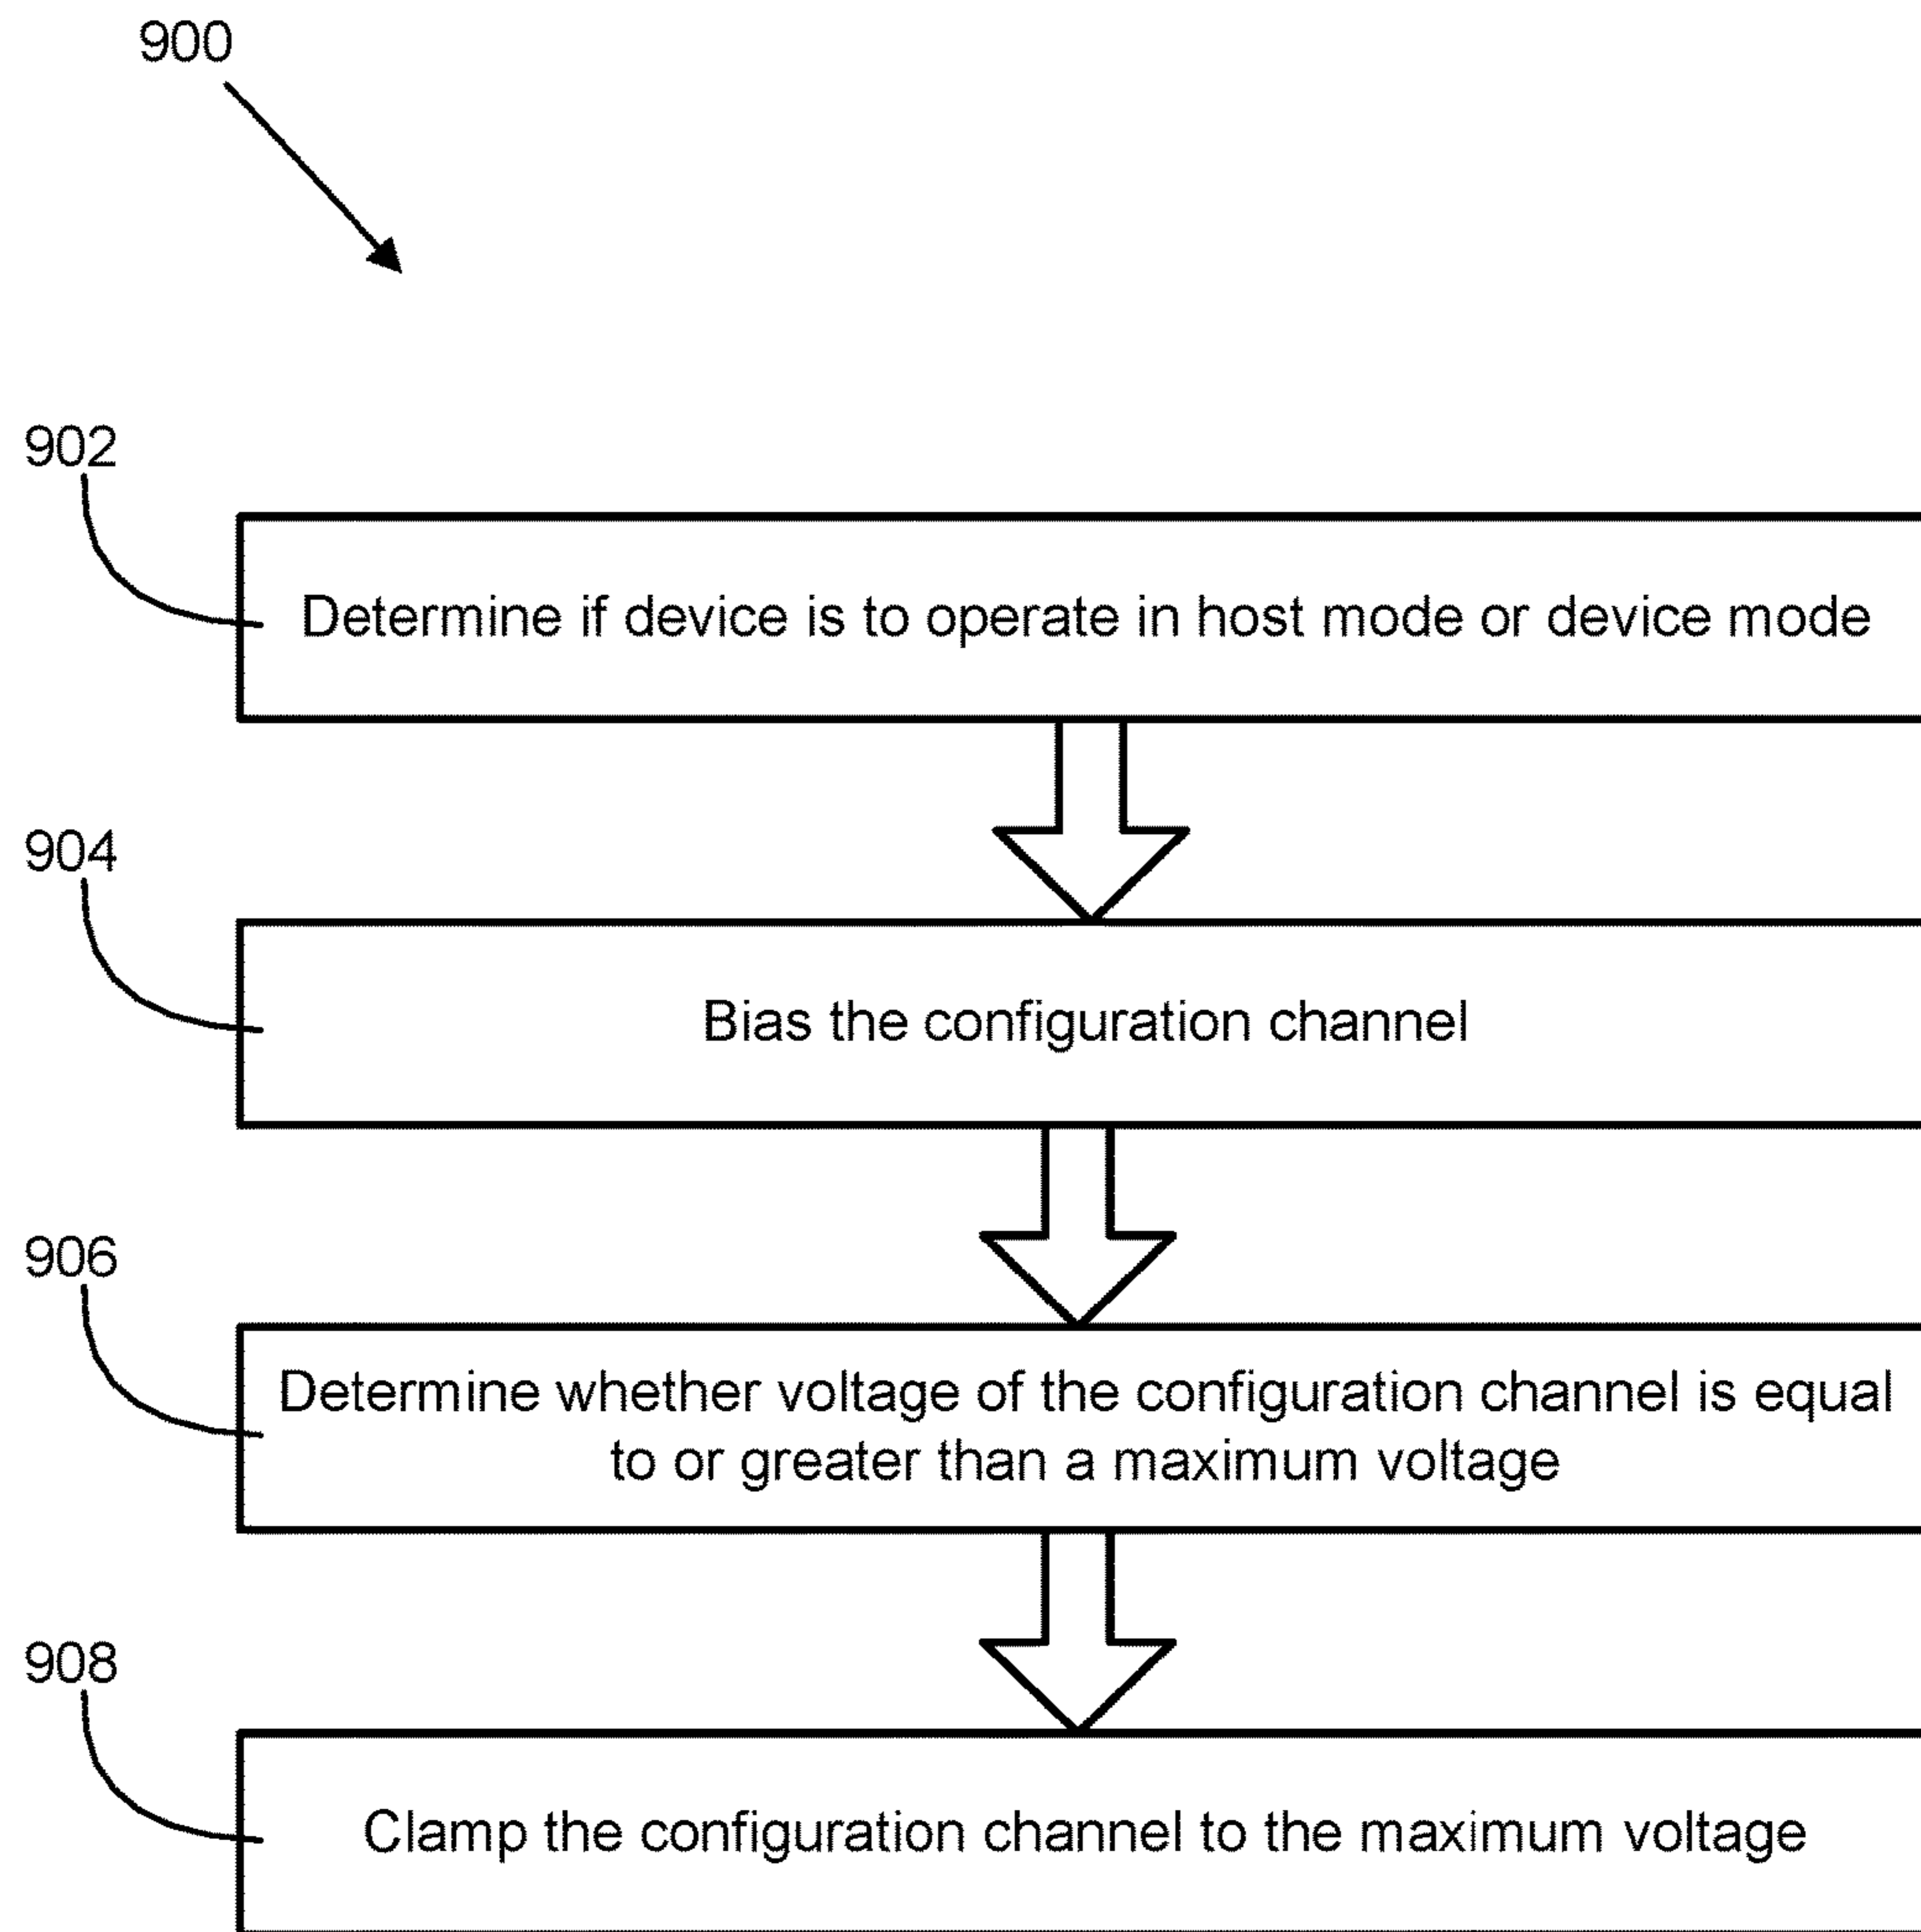 900
902
Determine if device is to operate in host mode or device mode
904
Bias the configuration channel
906
Determine whether voltage of the configuration channel is equal
to or greater than a maximum voltage
908
Clamp the configuration channel to the maximum voltage